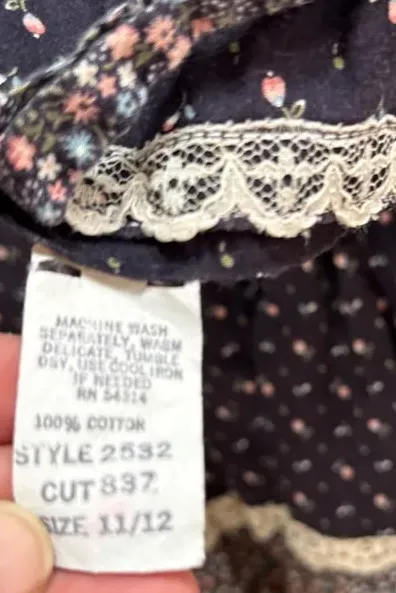 MACHINE WASH
SEPARATELY, WARM
DELICATE, TUMBLE
DRY, USE COOL IRON
IF NEEDED
RN 54314
100% COTTON
STYLE 2532
CUT 837
SIZE 11/12